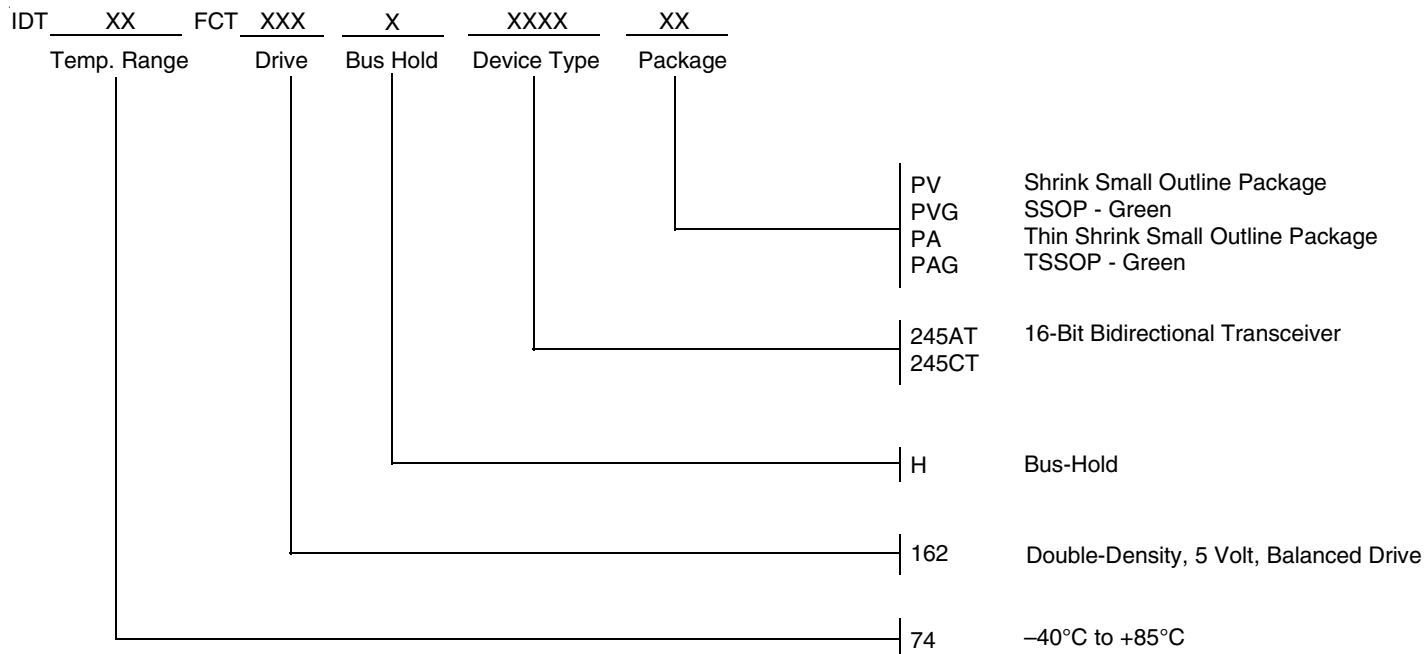 IDT XX FCT XXX X XXXX XX
Temp. Range Drive Bus Hold Device Type Package
PV Shrink Small Outline Package
PVG SSOP - Green
PA Thin Shrink Small Outline Package
PAG TSSOP - Green
245AT 16-Bit Bidirectional Transceiver
245CT
H Bus-Hold
162 Double-Density, 5 Volt, Balanced Drive
74 –40°C to +85°C